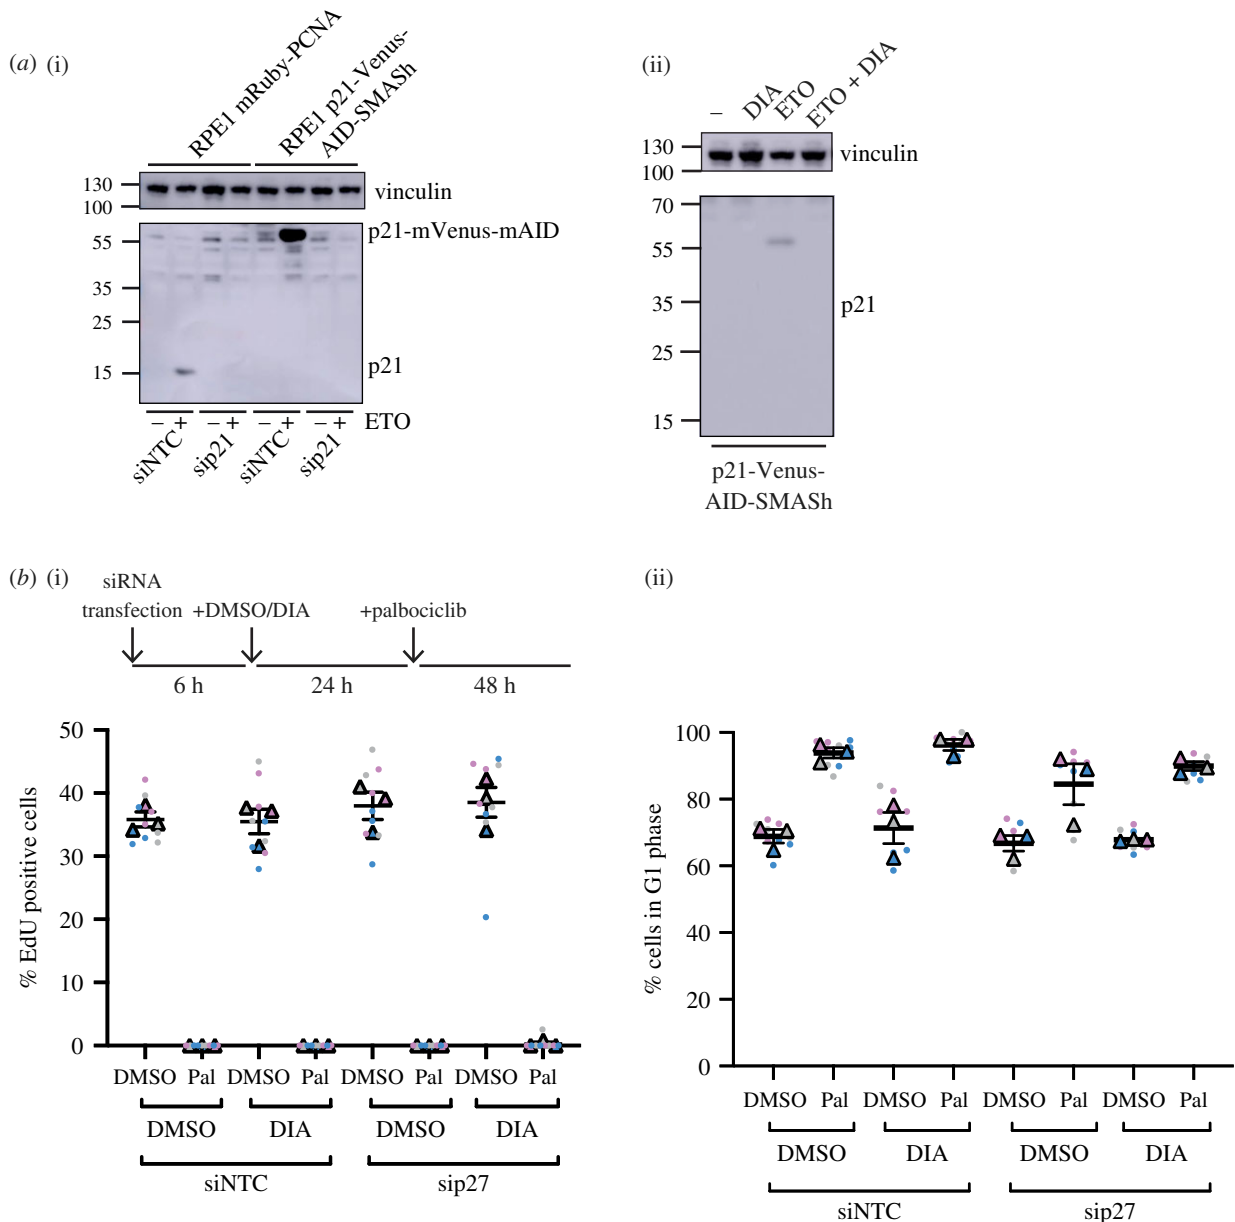 (a) (i)
RPE1 mRuby-PCNA
RPE1 p21-Venus-
AID-SMASh
130
100
vinculin
55
35
25
15
p21-mVenus-mAID
p21
– + – + – + – + ETO
siNTC
sip21
siNTC
sip21
(ii)
–
DIA
ETO
ETO + DIA
130
100
vinculin
70
55
35
25
15
p21
p21-Venus-
AID-SMASh
(b) (i)
siRNA
transfection
+DMSO/DIA
+palbociclib
6 h
24 h
48 h
% EdU positive cells
50
40
30
20
10
0
DMSO Pal DMSO Pal DMSO Pal DMSO Pal
DMSO DIA DMSO DIA
siNTC sip27
(ii)
% cells in G1 phase
100
80
60
40
20
0
DMSO Pal DMSO Pal DMSO Pal DMSO Pal
DMSO DIA DMSO DIA
siNTC sip27